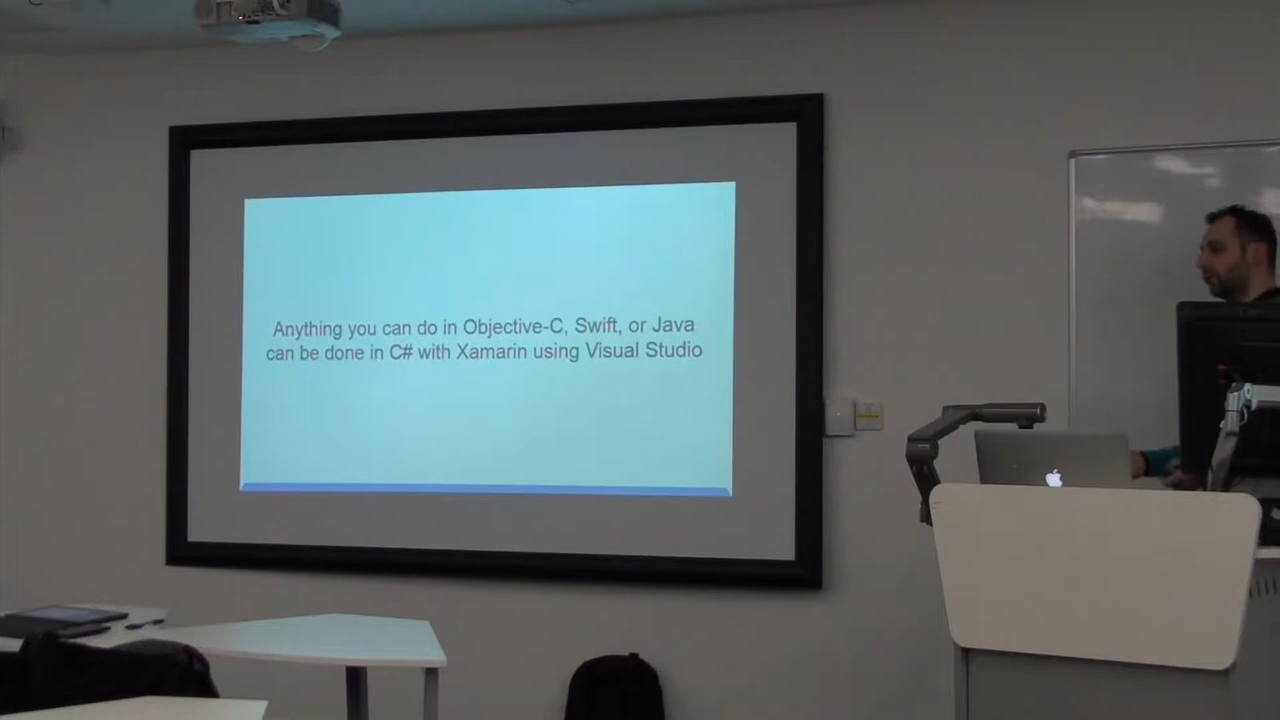 Anything you can do in Objective-C, Swift, or Java
can be done in C# with Xamarin using Visual Studio